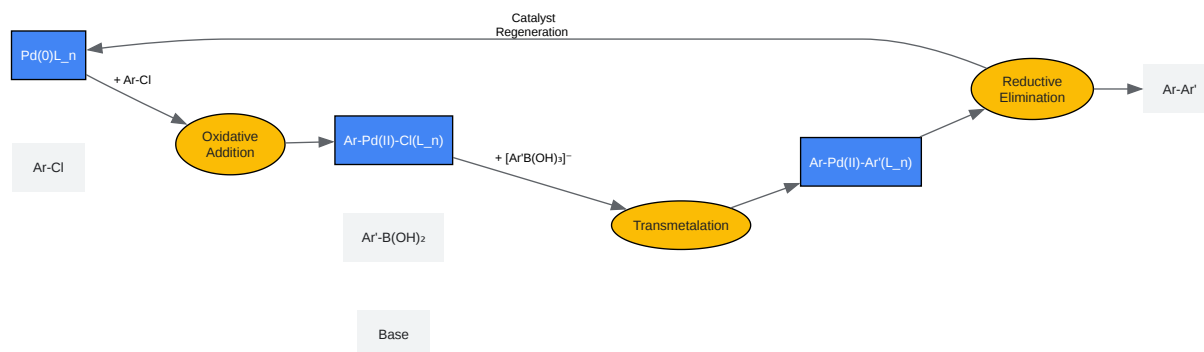 Catalyst
Regeneration
Pd(0)L_n
+ Ar-Cl
Reductive
Elimination
Ar-Ar'
Oxidative
Addition
Ar-Pd(II)-Cl(L_n)
+ [Ar'B(OH)₃]⁻
Ar-Pd(II)-Ar'(L_n)
Ar-Cl
Transmetalation
Ar'-B(OH)₂
Base